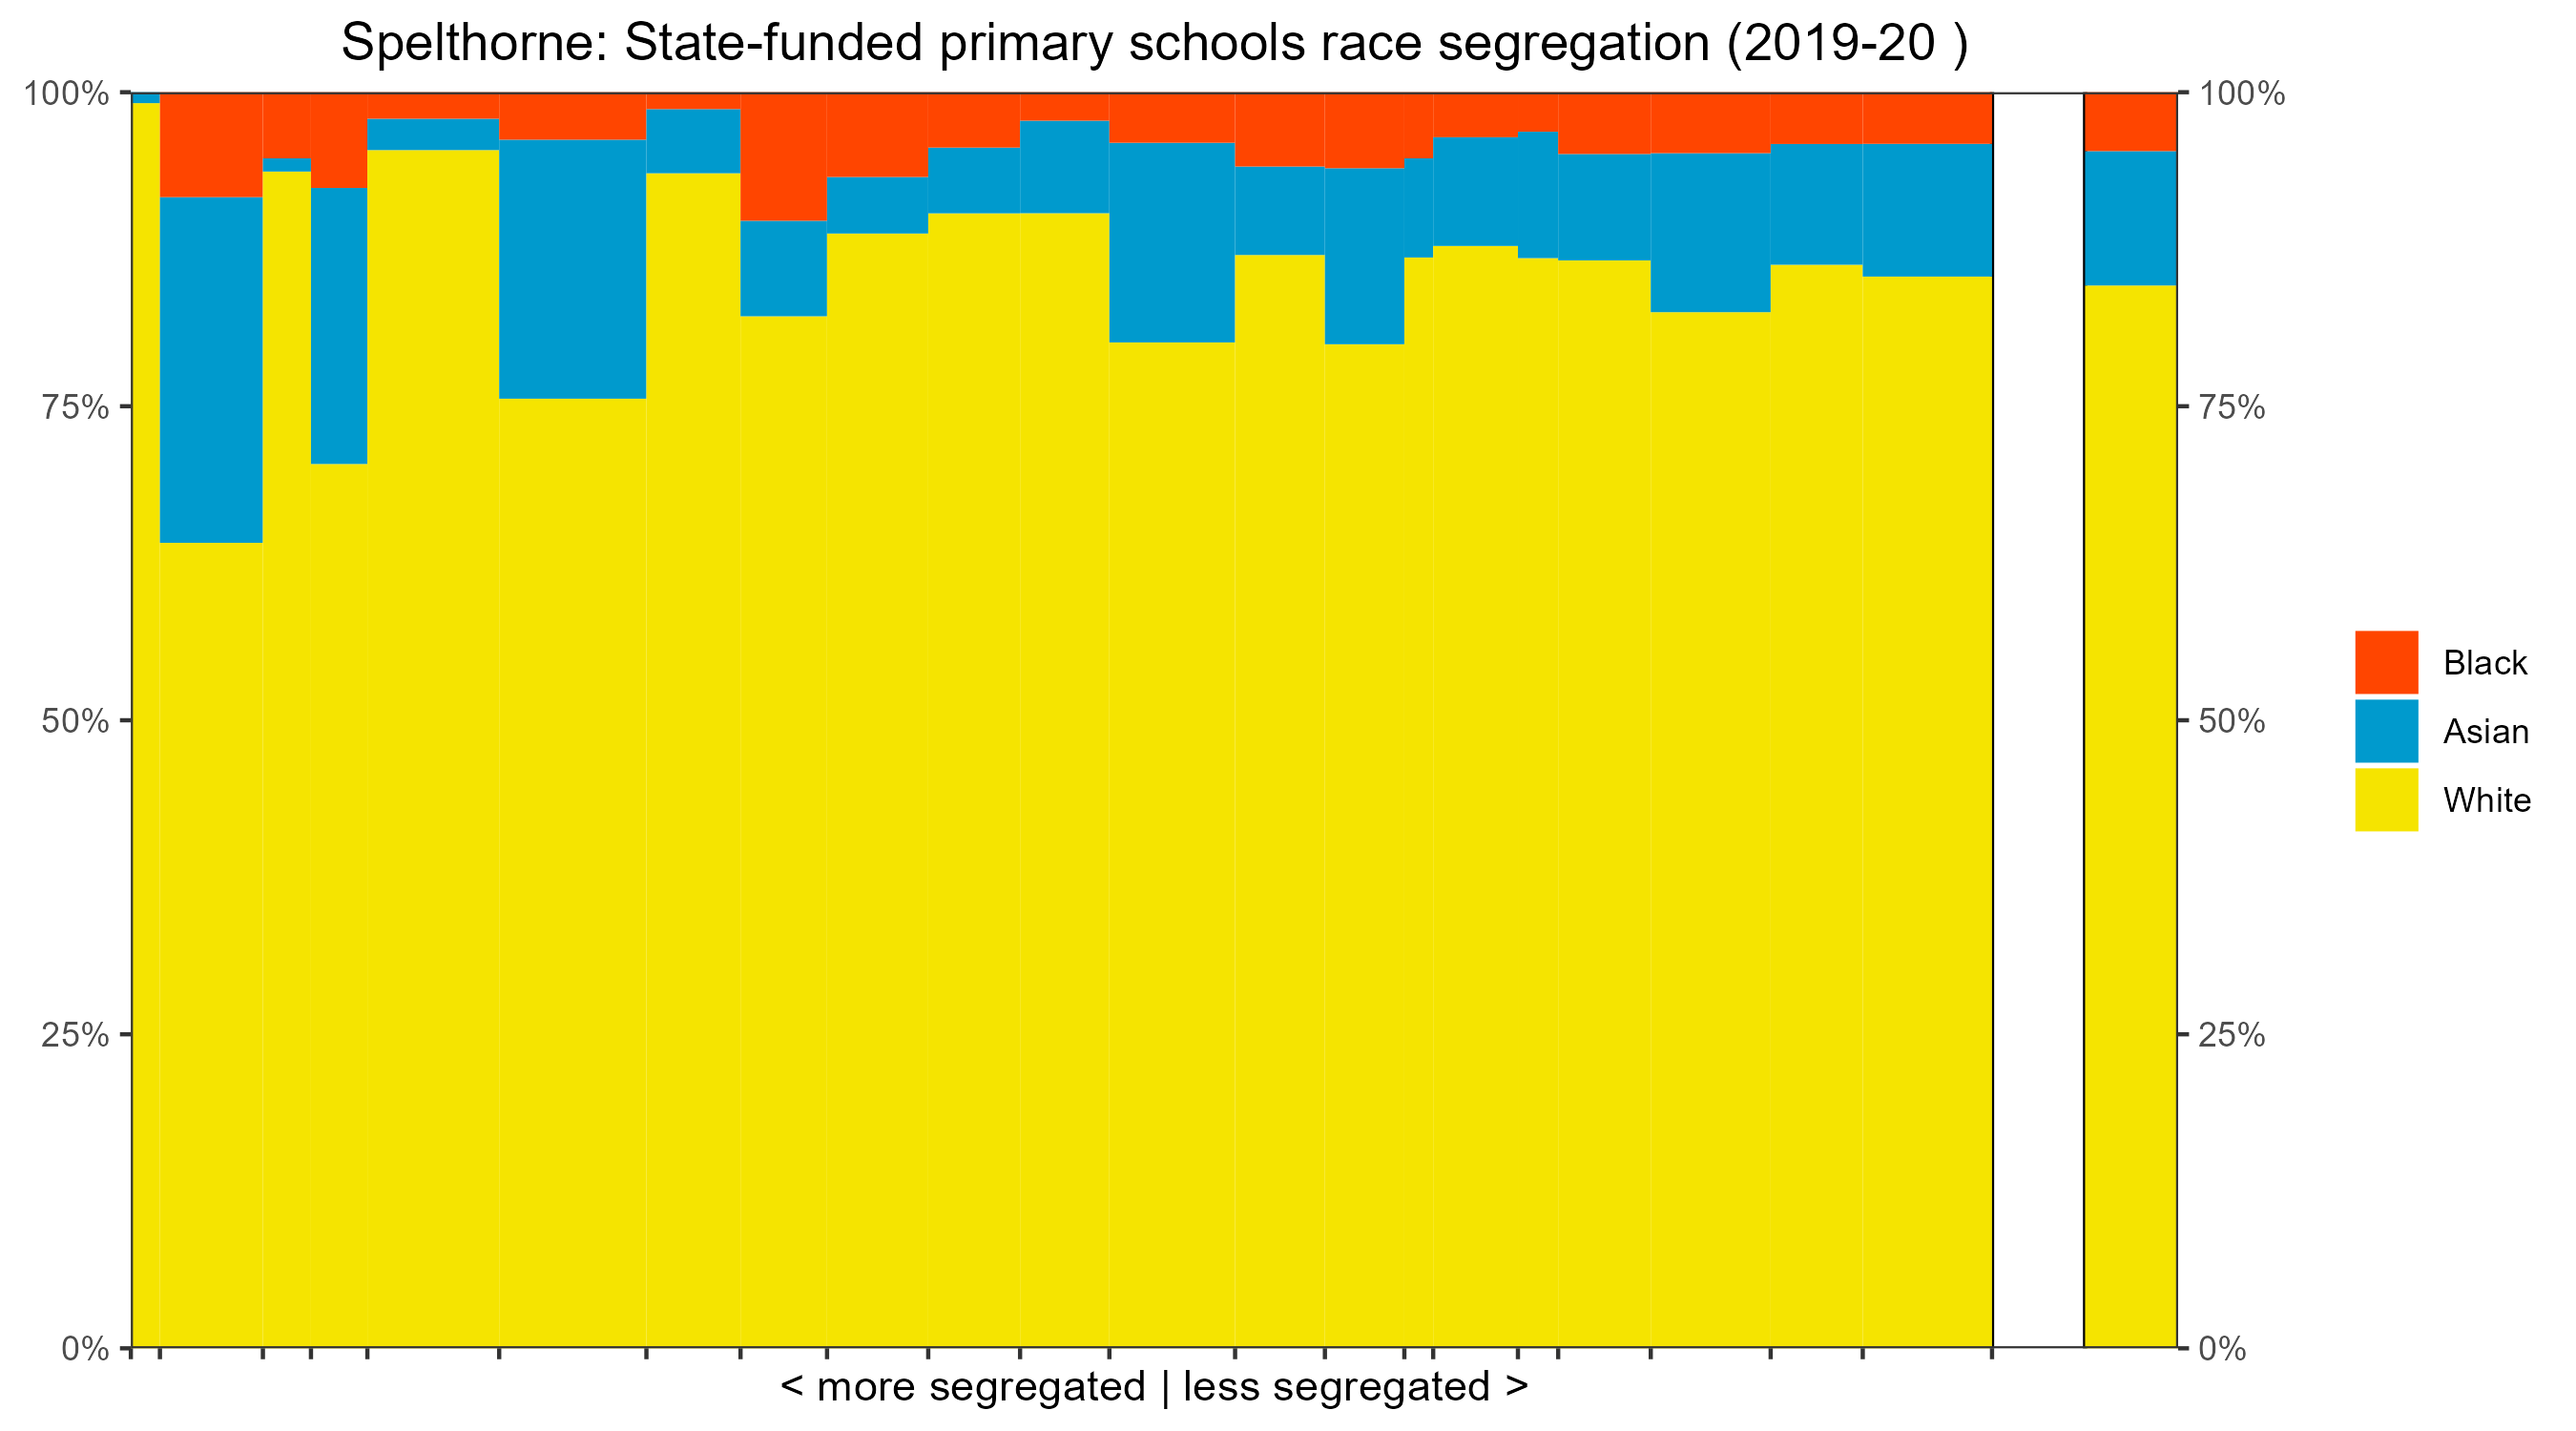 Spelthorne: State-funded primary schools race segregation (2019-20 )
100%
75%
50%
25%
0%
100%
75%
50%
25%
0%
Black
Asian
White
< more segregated | less segregated >